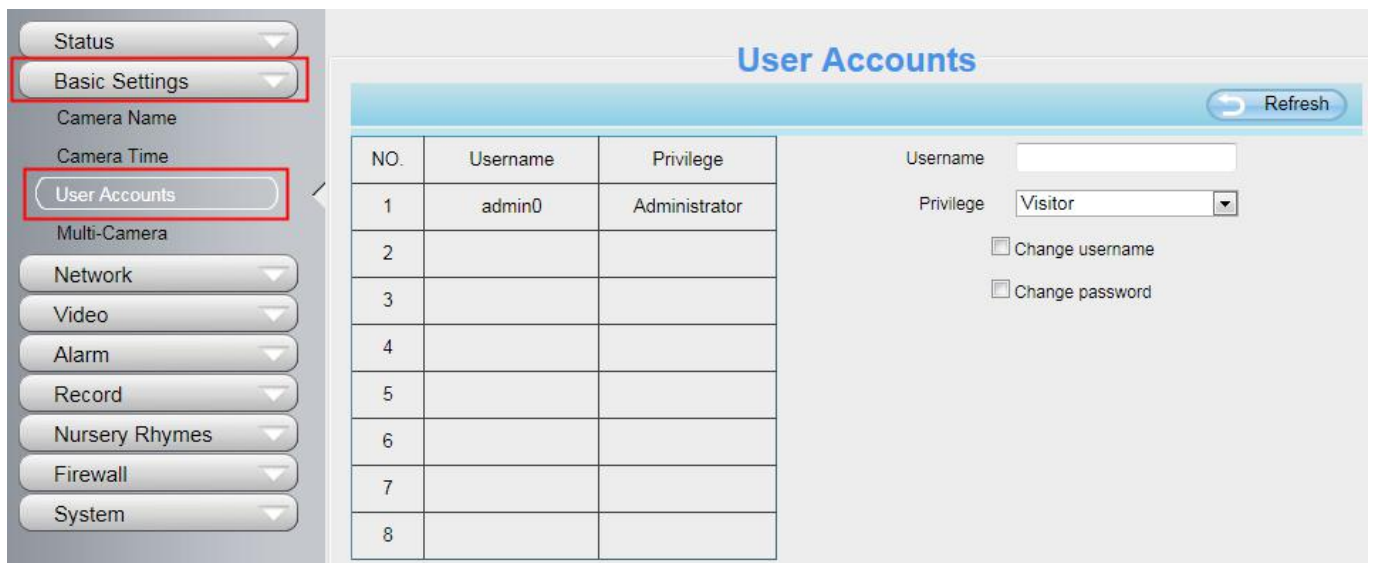 Status
Basic Settings
Camera Name
Camera Time
User Accounts
Multi-Camera
Network
Video
Alarm
Record
Nursery Rhymes
Firewall
System
User Accounts
Refresh
NO. Username Privilege
1 admin0 Administrator
2
3
4
5
6
7
8
Username
Privilege Visitor
Change username
Change password